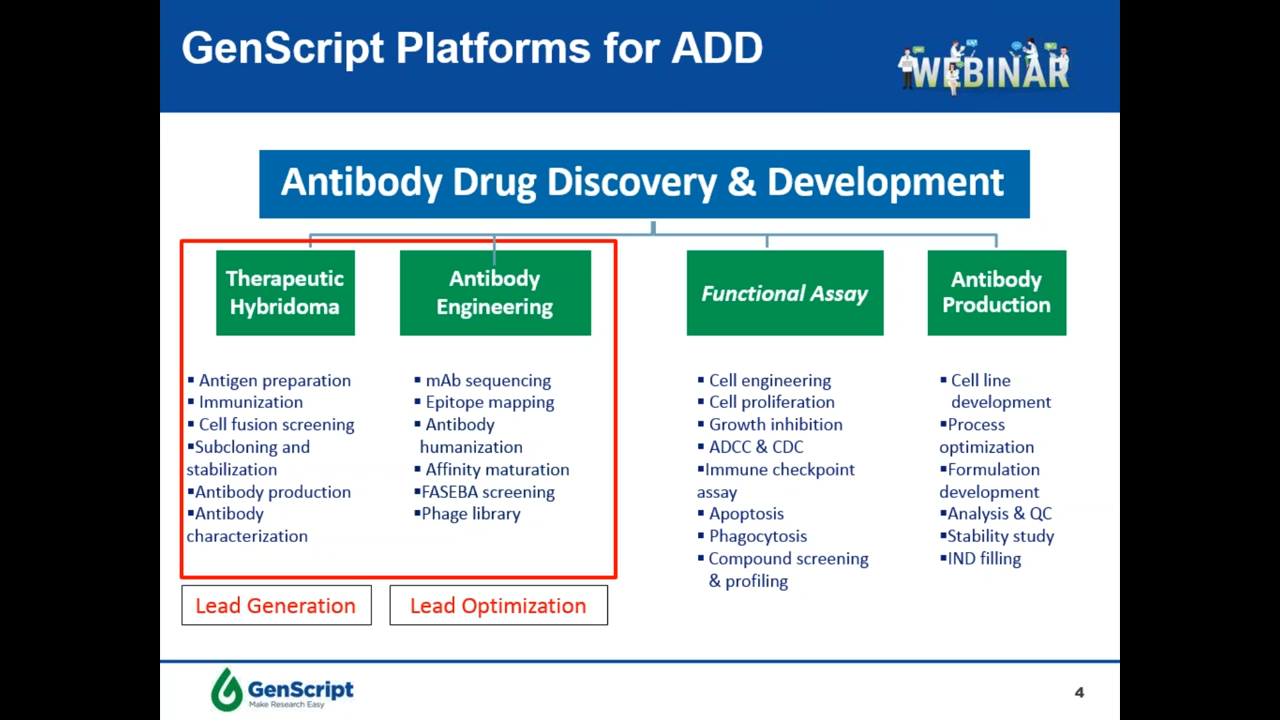 GenScript Platforms for ADD
WEBINAR
Antibody Drug Discovery & Development
Therapeutic
Hybridoma
▪ Antigen preparation
▪ Immunization
▪ Cell fusion screening
▪Subcloning and
stabilization
▪Antibody production
▪Antibody
characterization
Lead Generation
Antibody
Engineering
▪ mAb sequencing
▪ Epitope mapping
▪ Antibody
humanization
▪ Affinity maturation
▪FASEBA screening
▪Phage library
Lead Optimization
Functional Assay
▪ Cell engineering
▪ Cell proliferation
▪ Growth inhibition
▪ ADCC & CDC
▪Immune checkpoint
assay
▪ Apoptosis
▪ Phagocytosis
▪ Compound screening
& profiling
Antibody
Production
▪ Cell line
development
▪Process
optimization
▪Formulation
development
▪Analysis & QC
▪Stability study
▪IND filling
GenScript
Make Research Easy
4